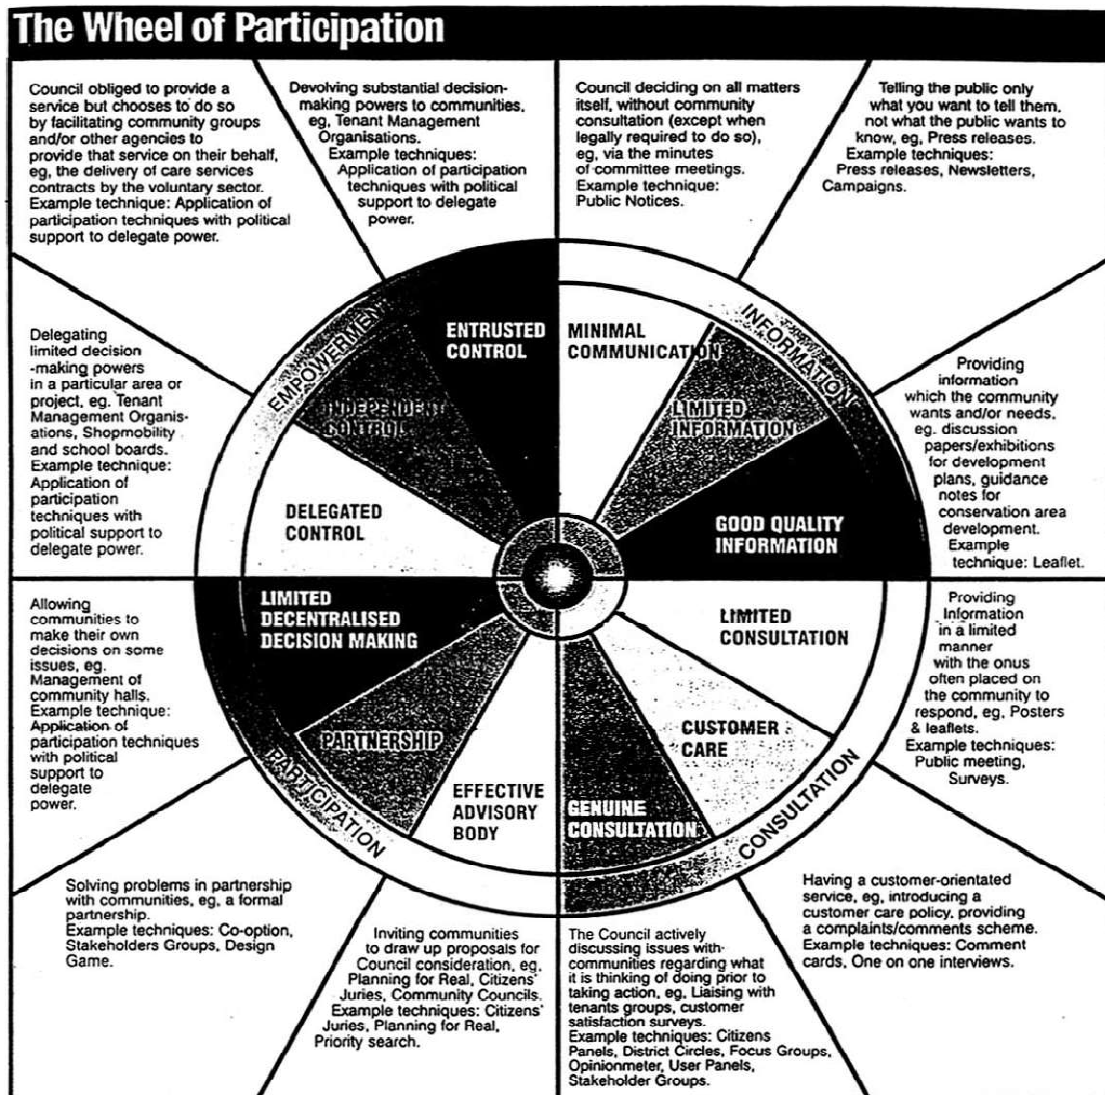 The Wheel of Participation
Council obliged to provide a
service but chooses to do so
by facilitating community groups
and/or other agencies to
provide that service on their behalf,
eg, the delivery of care services
contracts by the voluntary sector.
Example technique: Application of
participation techniques with political
support to delegate power.
Devolving substantial decision-
making powers to communities.
eg, Tenant Management
Organisations.
Example techniques:
Application of participation
techniques with political
support to delegate
power.
Council deciding on all matters
itself, without community
consultation (except when
legally required to do so),
eg, via the minutes
of committee meetings.
Example technique:
Public Notices.
Telling the public only
what you want to tell them,
not what the public wants to
know, eg, Press releases.
Example techniques:
Press releases, Newsletters,
Campaigns.
Delegating
limited decision
-making powers
in a particular area or
project, eg. Tenant
Management Organis-
ations, Shopmobility
and school boards.
Example technique:
Application of
participation
techniques with
political support to
delegate power.
Providing
information
which the community
wants and/or needs.
eg. discussion
papers/exhibitions
for development
plans, guidance
notes for
conservation area
development.
Example
technique: Leaflet.
EMPOWERMENT
INFORMATION
ENTRUSTED
CONTROL
MINIMAL
COMMUNICATION
INDEPENDENT
CONTROL
LIMITED
INFORMATION
DELEGATED
CONTROL
GOOD QUALITY
INFORMATION
LIMITED
DECENTRALISED
DECISION MAKING
LIMITED
CONSULTATION
PARTNERSHIP
CUSTOMER
CARE
EFFECTIVE
ADVISORY
BODY
GENUINE
CONSULTATION
PARTICIPATION
CONSULTATION
Allowing
communities to
make their own
decisions on some
issues, eg.
Management of
community halls.
Example technique:
Application of
participation techniques
with political
support to
delegate
power.
Providing
Information
in a limited
manner
with the onus
often placed on
the community to
respond, eg, Posters
& leaflets.
Example techniques:
Public meeting,
Surveys.
Solving problems in partnership
with communities, eg, a formal
partnership.
Example techniques: Co-option,
Stakeholders Groups, Design
Game.
Inviting communities
to draw up proposals for
Council consideration, eg.
Planning for Real, Citizens'
Juries, Community Councils.
Example techniques: Citizens'
Juries, Planning for Real,
Priority search.
The Council actively
discussing issues with-
communities regarding what
it is thinking of doing prior to
taking action, eg, Liaising with
tenants groups, customer
satisfaction surveys.
Example techniques: Citizens
Panels, District Circles, Focus Groups,
Opinionmeter, User Panels,
Stakeholder Groups.
Having a customer-orientated
service, eg, introducing a
customer care policy, providing
a complaints/comments scheme.
Example techniques: Comment
cards, One on one interviews.